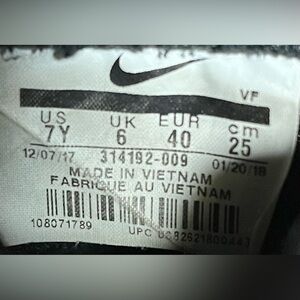 VF
US UK EUR cm
7Y 6 40 25
12/07/17 314192-009 01/20/18
MADE IN VIETNAM
FABRIQUE AU VIETNAM
108071789
UPC